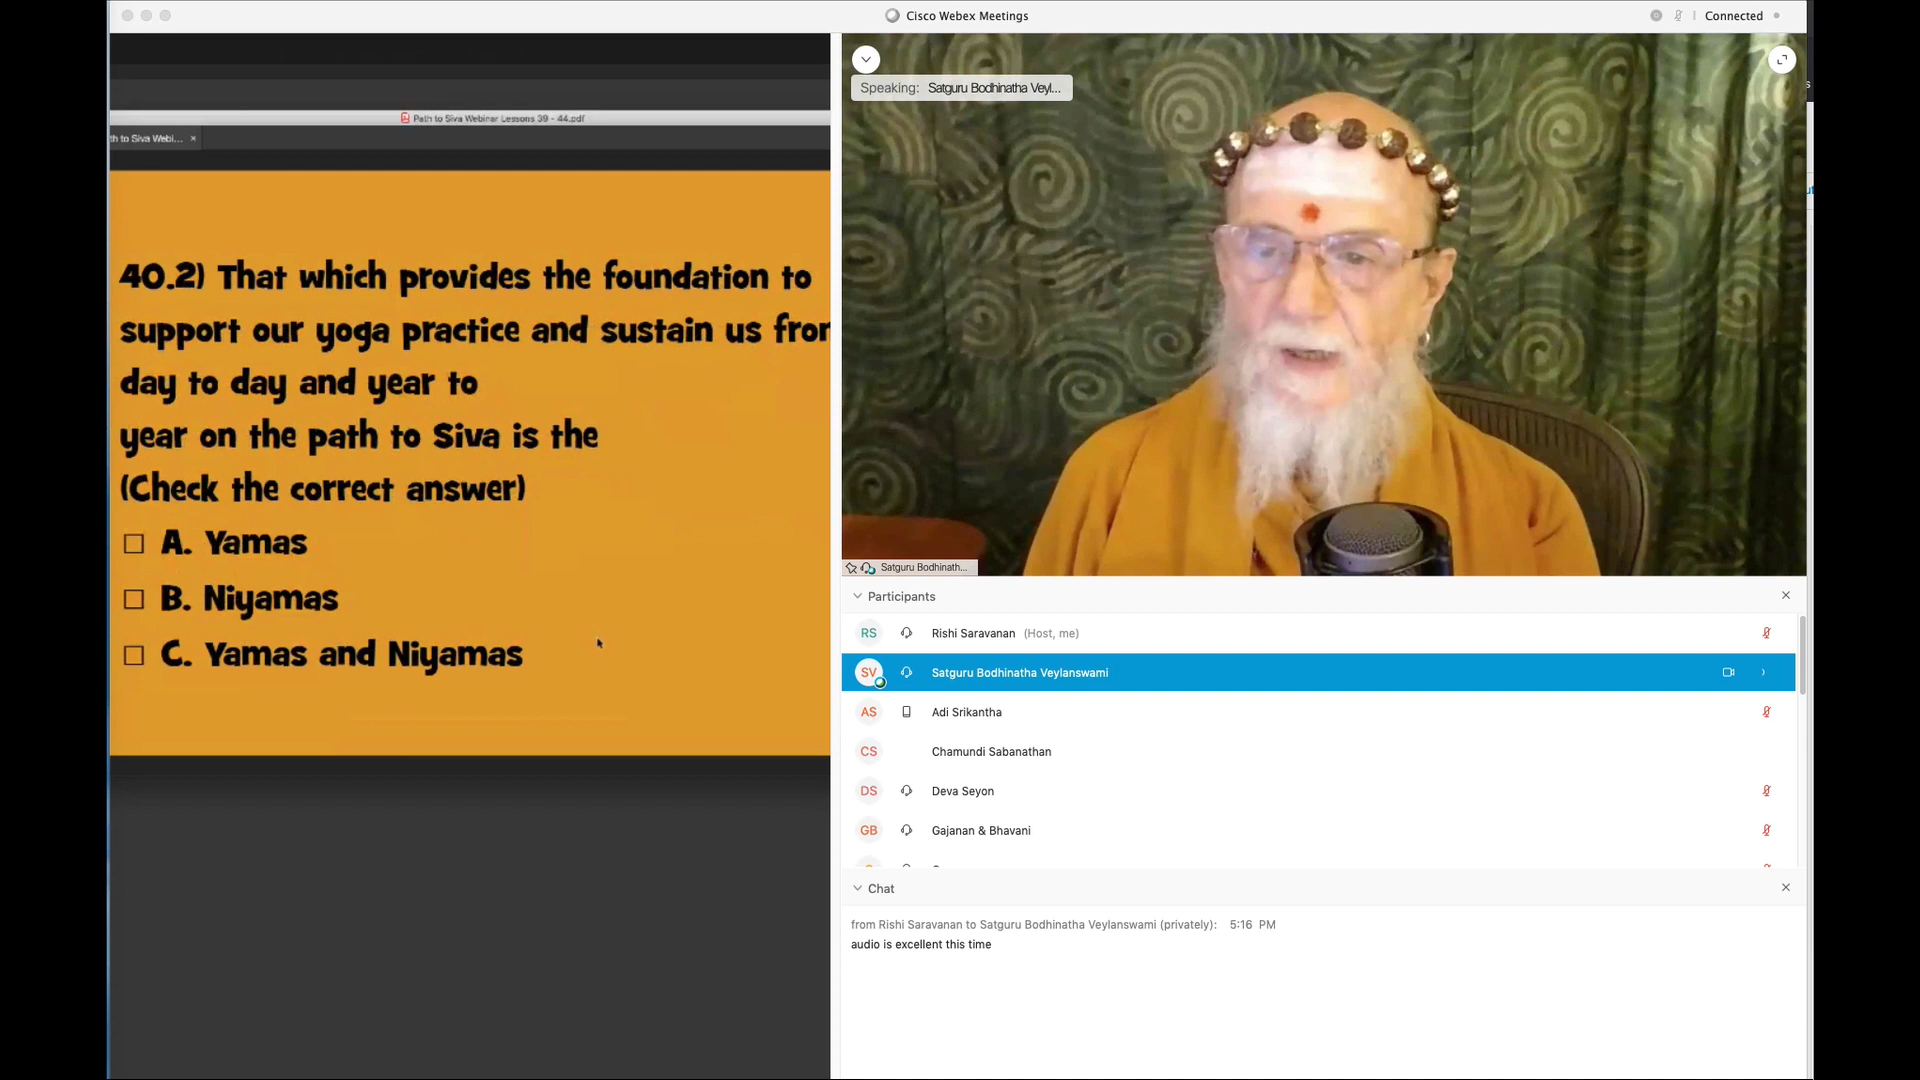 Cisco Webex Meetings
Connected
Path to Siva Webinar Lessons 39 - 44.pdf
th to Siva Webi... ×
40.2) That which provides the foundation to
support our yoga practice and sustain us from
day to day and year to
year on the path to Siva is the
(Check the correct answer)
A. Yamas
B. Niyamas
C. Yamas and Niyamas
Speaking: Satguru Bodhinatha Veyl...
Satguru Bodhinath...
Participants
RS Rishi Saravanan (Host, me)
SV Satguru Bodhinatha Veylanswami
AS Adi Srikantha
CS Chamundi Sabanathan
DS Deva Seyon
GB Gajanan & Bhavani
Chat
from Rishi Saravanan to Satguru Bodhinatha Veylanswami (privately): 5:16 PM
audio is excellent this time